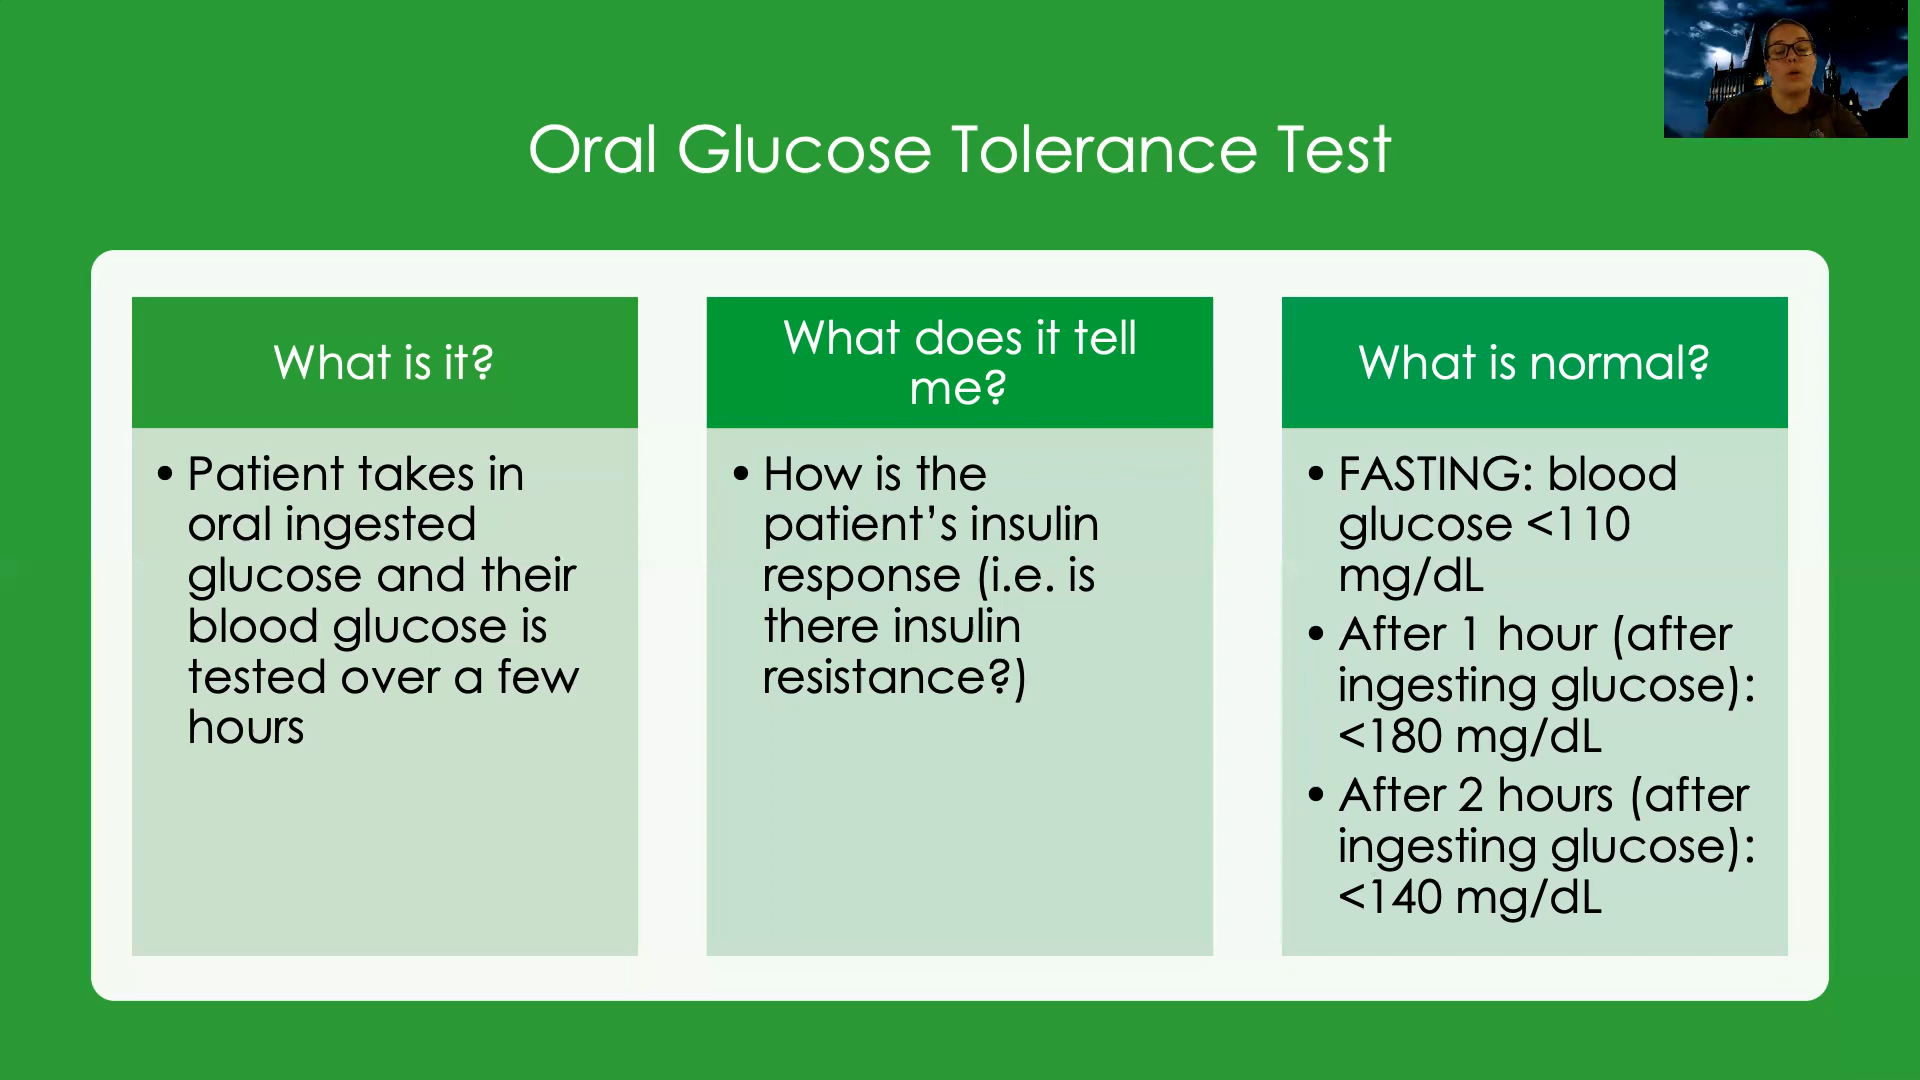 Oral Glucose Tolerance Test
What is it?
• Patient takes in
oral ingested
glucose and their
blood glucose is
tested over a few
hours
What does it tell
me?
• How is the
patient’s insulin
response (i.e. is
there insulin
resistance?)
What is normal?
• FASTING: blood
glucose <110
mg/dL
• After 1 hour (after
ingesting glucose):
<180 mg/dL
• After 2 hours (after
ingesting glucose):
<140 mg/dL